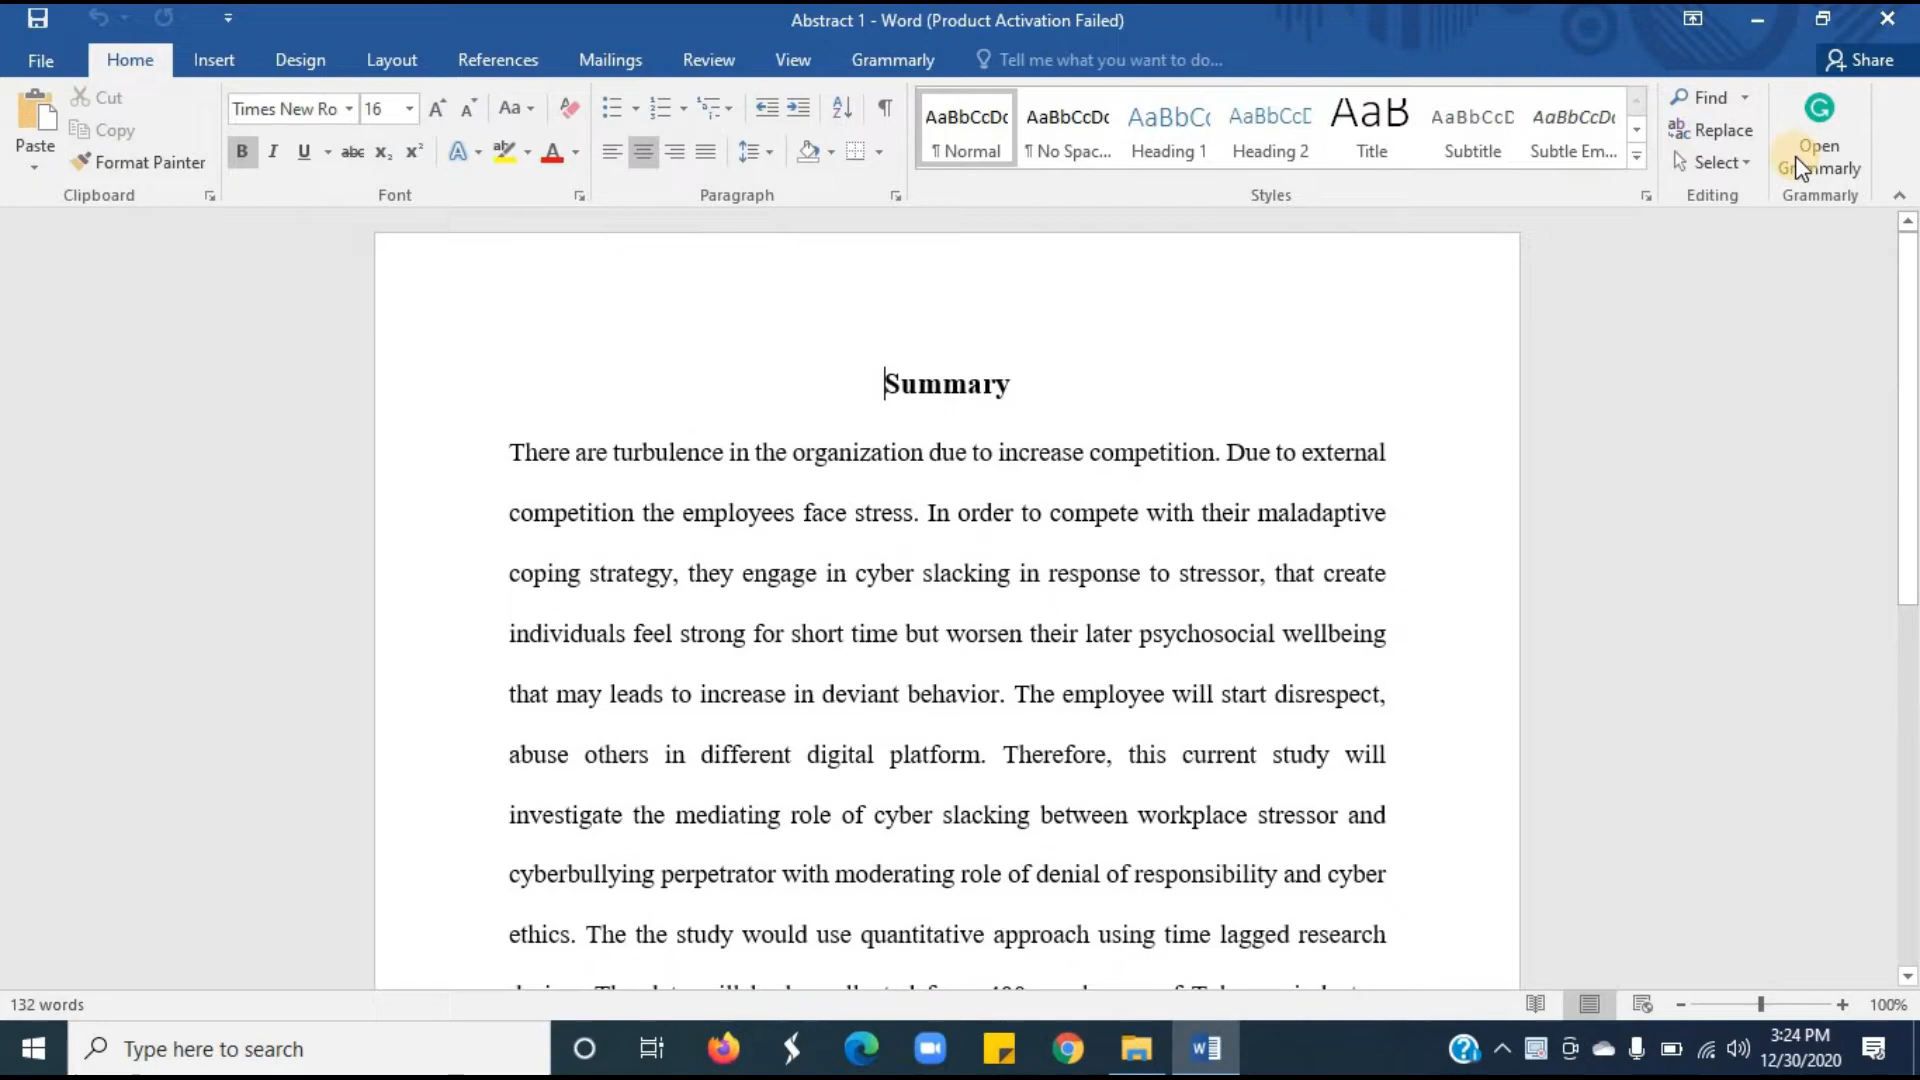 Abstract 1 - Word (Product Activation Failed)
File Home Insert Design Layout References Mailings Review View Grammarly Tell me what you want to do... Share
Paste
Cut
Copy
Format Painter
Clipboard
Times New Ro 16
Aa
B I U abc X₂ X² A ab A
Font
A Z
Paragraph
AaBbCcDc AaBbCcDc AaBbCc AaBbCcD AaB AaBbCcD AaBbCcDc
¶ Normal ¶ No Spac... Heading 1 Heading 2 Title Subtitle Subtle Em...
Styles
Find
Replace
Select
Editing
Open
Grammarly
Grammarly
Summary
There are turbulence in the organization due to increase competition. Due to external
competition the employees face stress. In order to compete with their maladaptive
coping strategy, they engage in cyber slacking in response to stressor, that create
individuals feel strong for short time but worsen their later psychosocial wellbeing
that may leads to increase in deviant behavior. The employee will start disrespect,
abuse others in different digital platform. Therefore, this current study will
investigate the mediating role of cyber slacking between workplace stressor and
cyberbullying perpetrator with moderating role of denial of responsibility and cyber
ethics. The the study would use quantitative approach using time lagged research
132 words
100%
Type here to search
3:24 PM
12/30/2020